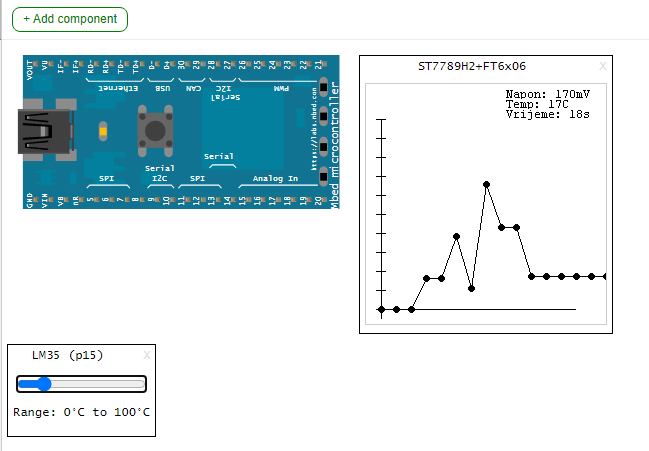 + Add component
VOUT VU IF- IF+ RD- RD+ TD- TD+ D- D+ 30 29 28 27 26 25 24 23 22 21
Ethernet USB CAN I2C PWM
Serial
ST7789H2+FT6x06 x
Napon: 170mV
Temp: 17C
Vrijeme: 18s
https://labs.mbed.com
Mbed microcontroller
Serial
Serial
SPI I2C SPI Analog In
GND VIN VB nR 5 6 7 8 9 10 11 12 13 14 15 16 17 18 19 20
LM35 (p15) x
Range: 0°C to 100°C